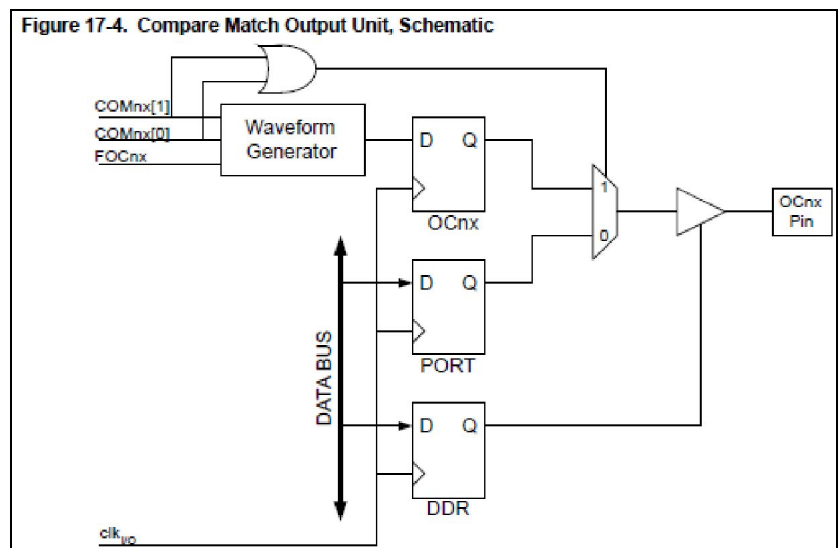 Figure 17-4. Compare Match Output Unit, Schematic
COMnx[1]
COMnx[0]
FOCnx
Waveform
Generator
D Q
OCnx
1
0
OCnx
Pin
D Q
PORT
DATA BUS
D Q
DDR
clkI/O